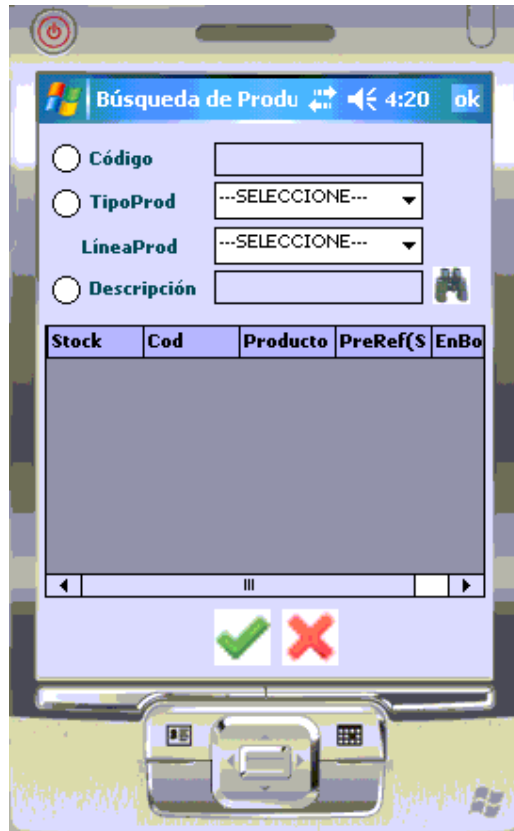 Búsqueda de Produ 4:20 ok
Código
TipoProd ---SELECCIONE---
LíneaProd ---SELECCIONE---
Descripción
Stock Cod Producto PreRef(S EnBo